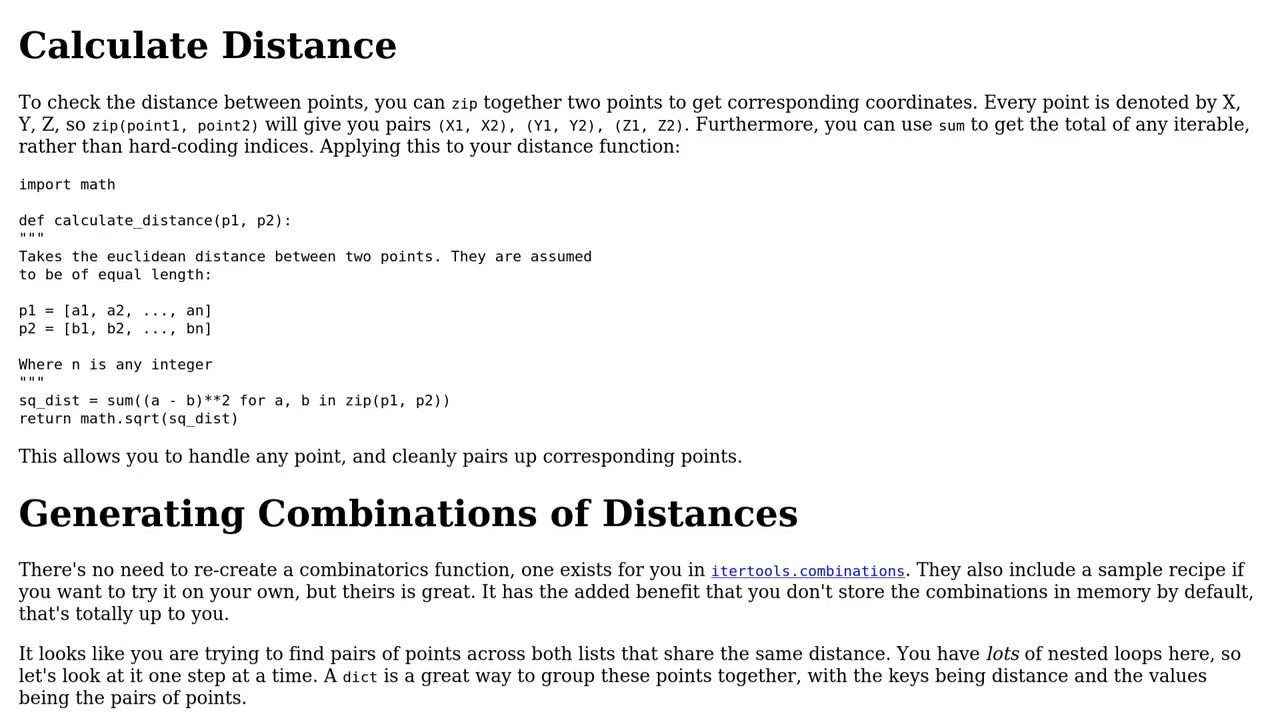 Calculate Distance
To check the distance between points, you can zip together two points to get corresponding coordinates. Every point is denoted by X,
Y, Z, so zip(point1, point2) will give you pairs (X1, X2), (Y1, Y2), (Z1, Z2). Furthermore, you can use sum to get the total of any iterable,
rather than hard-coding indices. Applying this to your distance function:
import math
def calculate_distance(p1, p2):
"""
Takes the euclidean distance between two points. They are assumed
to be of equal length:
p1 = [a1, a2, ..., an]
p2 = [b1, b2, ..., bn]
Where n is any integer
"""
sq_dist = sum((a - b)**2 for a, b in zip(p1, p2))
return math.sqrt(sq_dist)
This allows you to handle any point, and cleanly pairs up corresponding points.
Generating Combinations of Distances
There's no need to re-create a combinatorics function, one exists for you in itertools.combinations. They also include a sample recipe if
you want to try it on your own, but theirs is great. It has the added benefit that you don't store the combinations in memory by default,
that's totally up to you.
It looks like you are trying to find pairs of points across both lists that share the same distance. You have lots of nested loops here, so
let's look at it one step at a time. A dict is a great way to group these points together, with the keys being distance and the values
being the pairs of points.